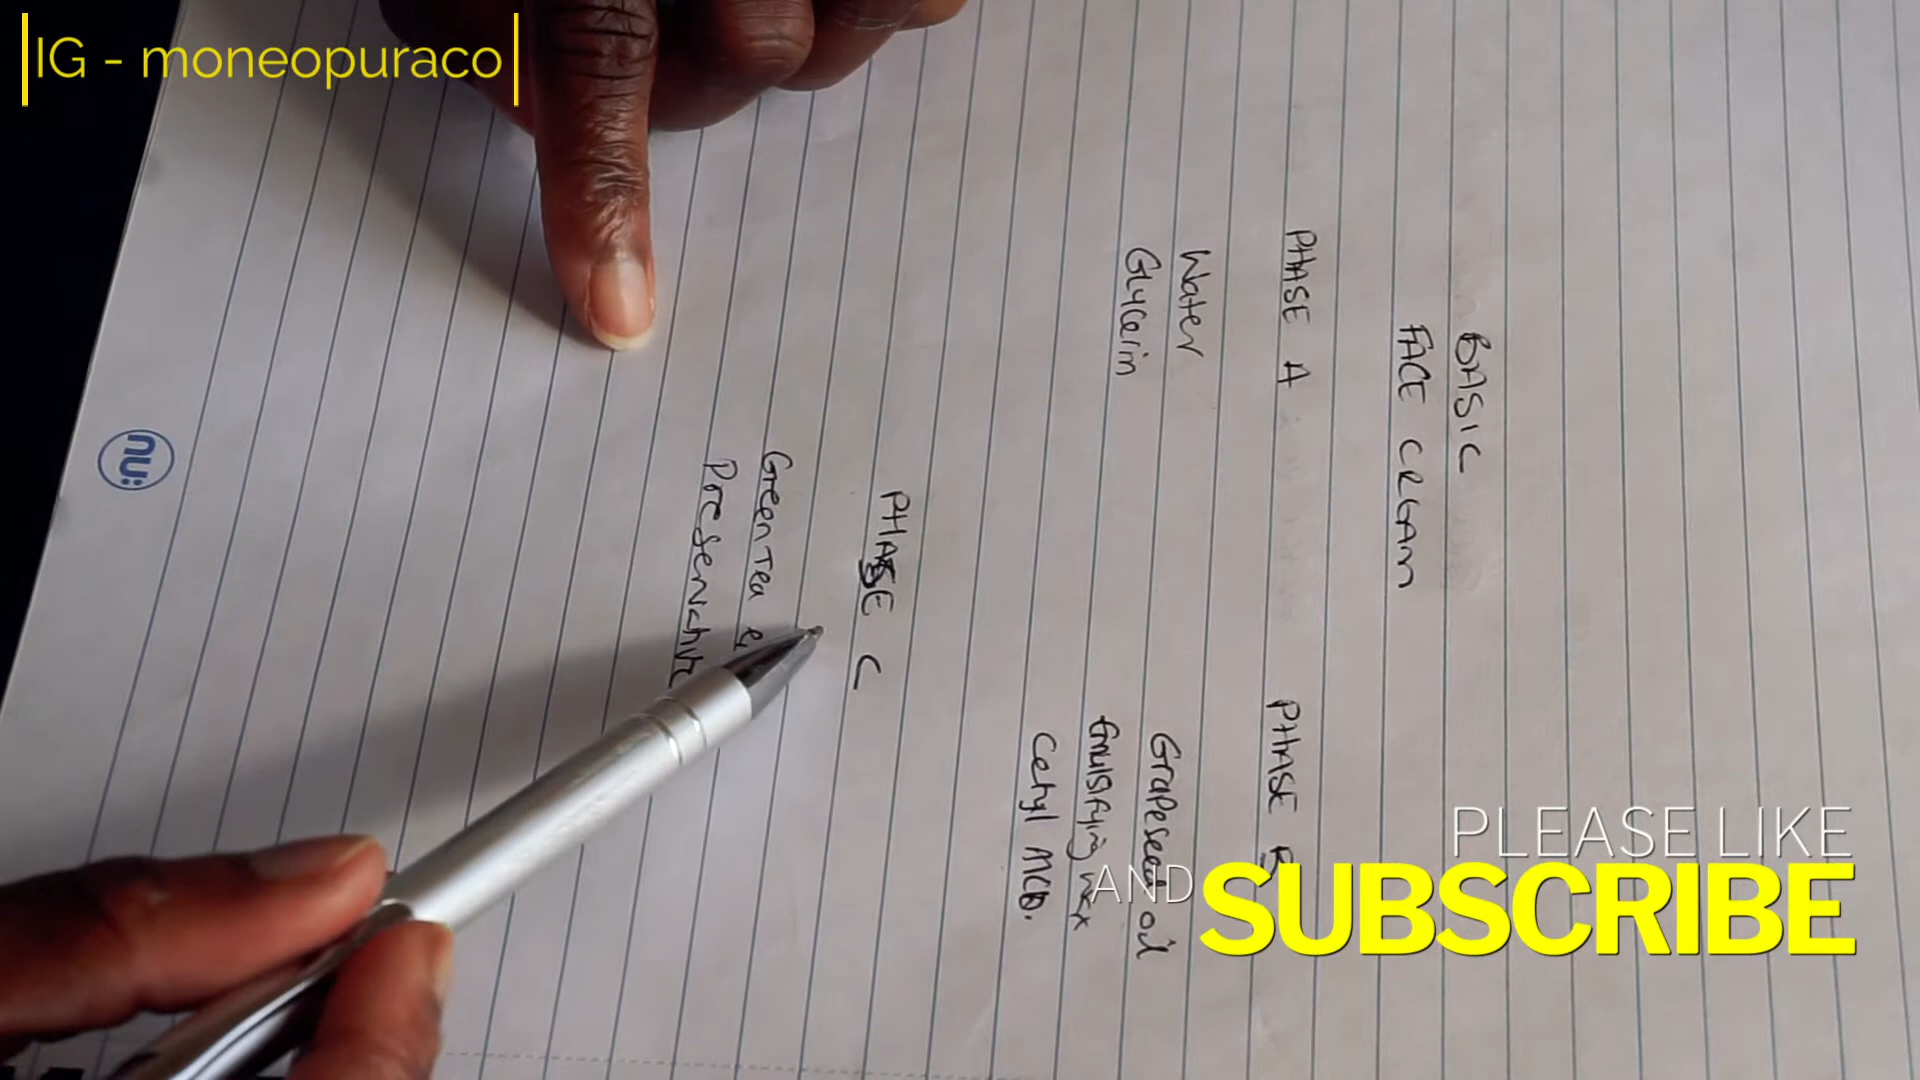 IG - moneopuraco
BASIC
FACE CREAM
PHASE A
Water
Glycerin
PHASE B
Grapeseed oil
Emulsifying wax
Cetyl Alco.
PHASE C
Green Tea
Preservative
nu:
PLEASE LIKE
AND SUBSCRIBE